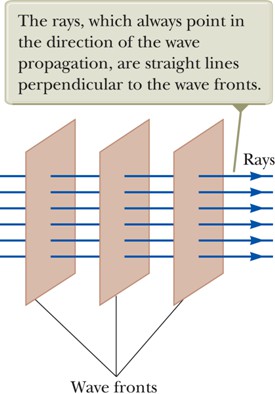 The rays, which always point in
the direction of the wave
propagation, are straight lines
perpendicular to the wave fronts.
Rays
Wave fronts